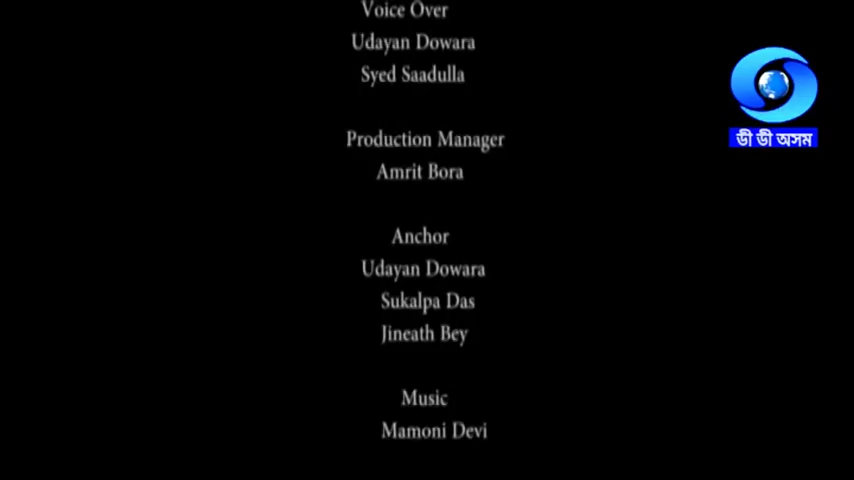 Voice Over
Udayan Dowara
Syed Saadulla
ডী ডী অসম
Production Manager
Amrit Bora
Anchor
Udayan Dowara
Sukalpa Das
Jineath Bey
Music
Mamoni Devi